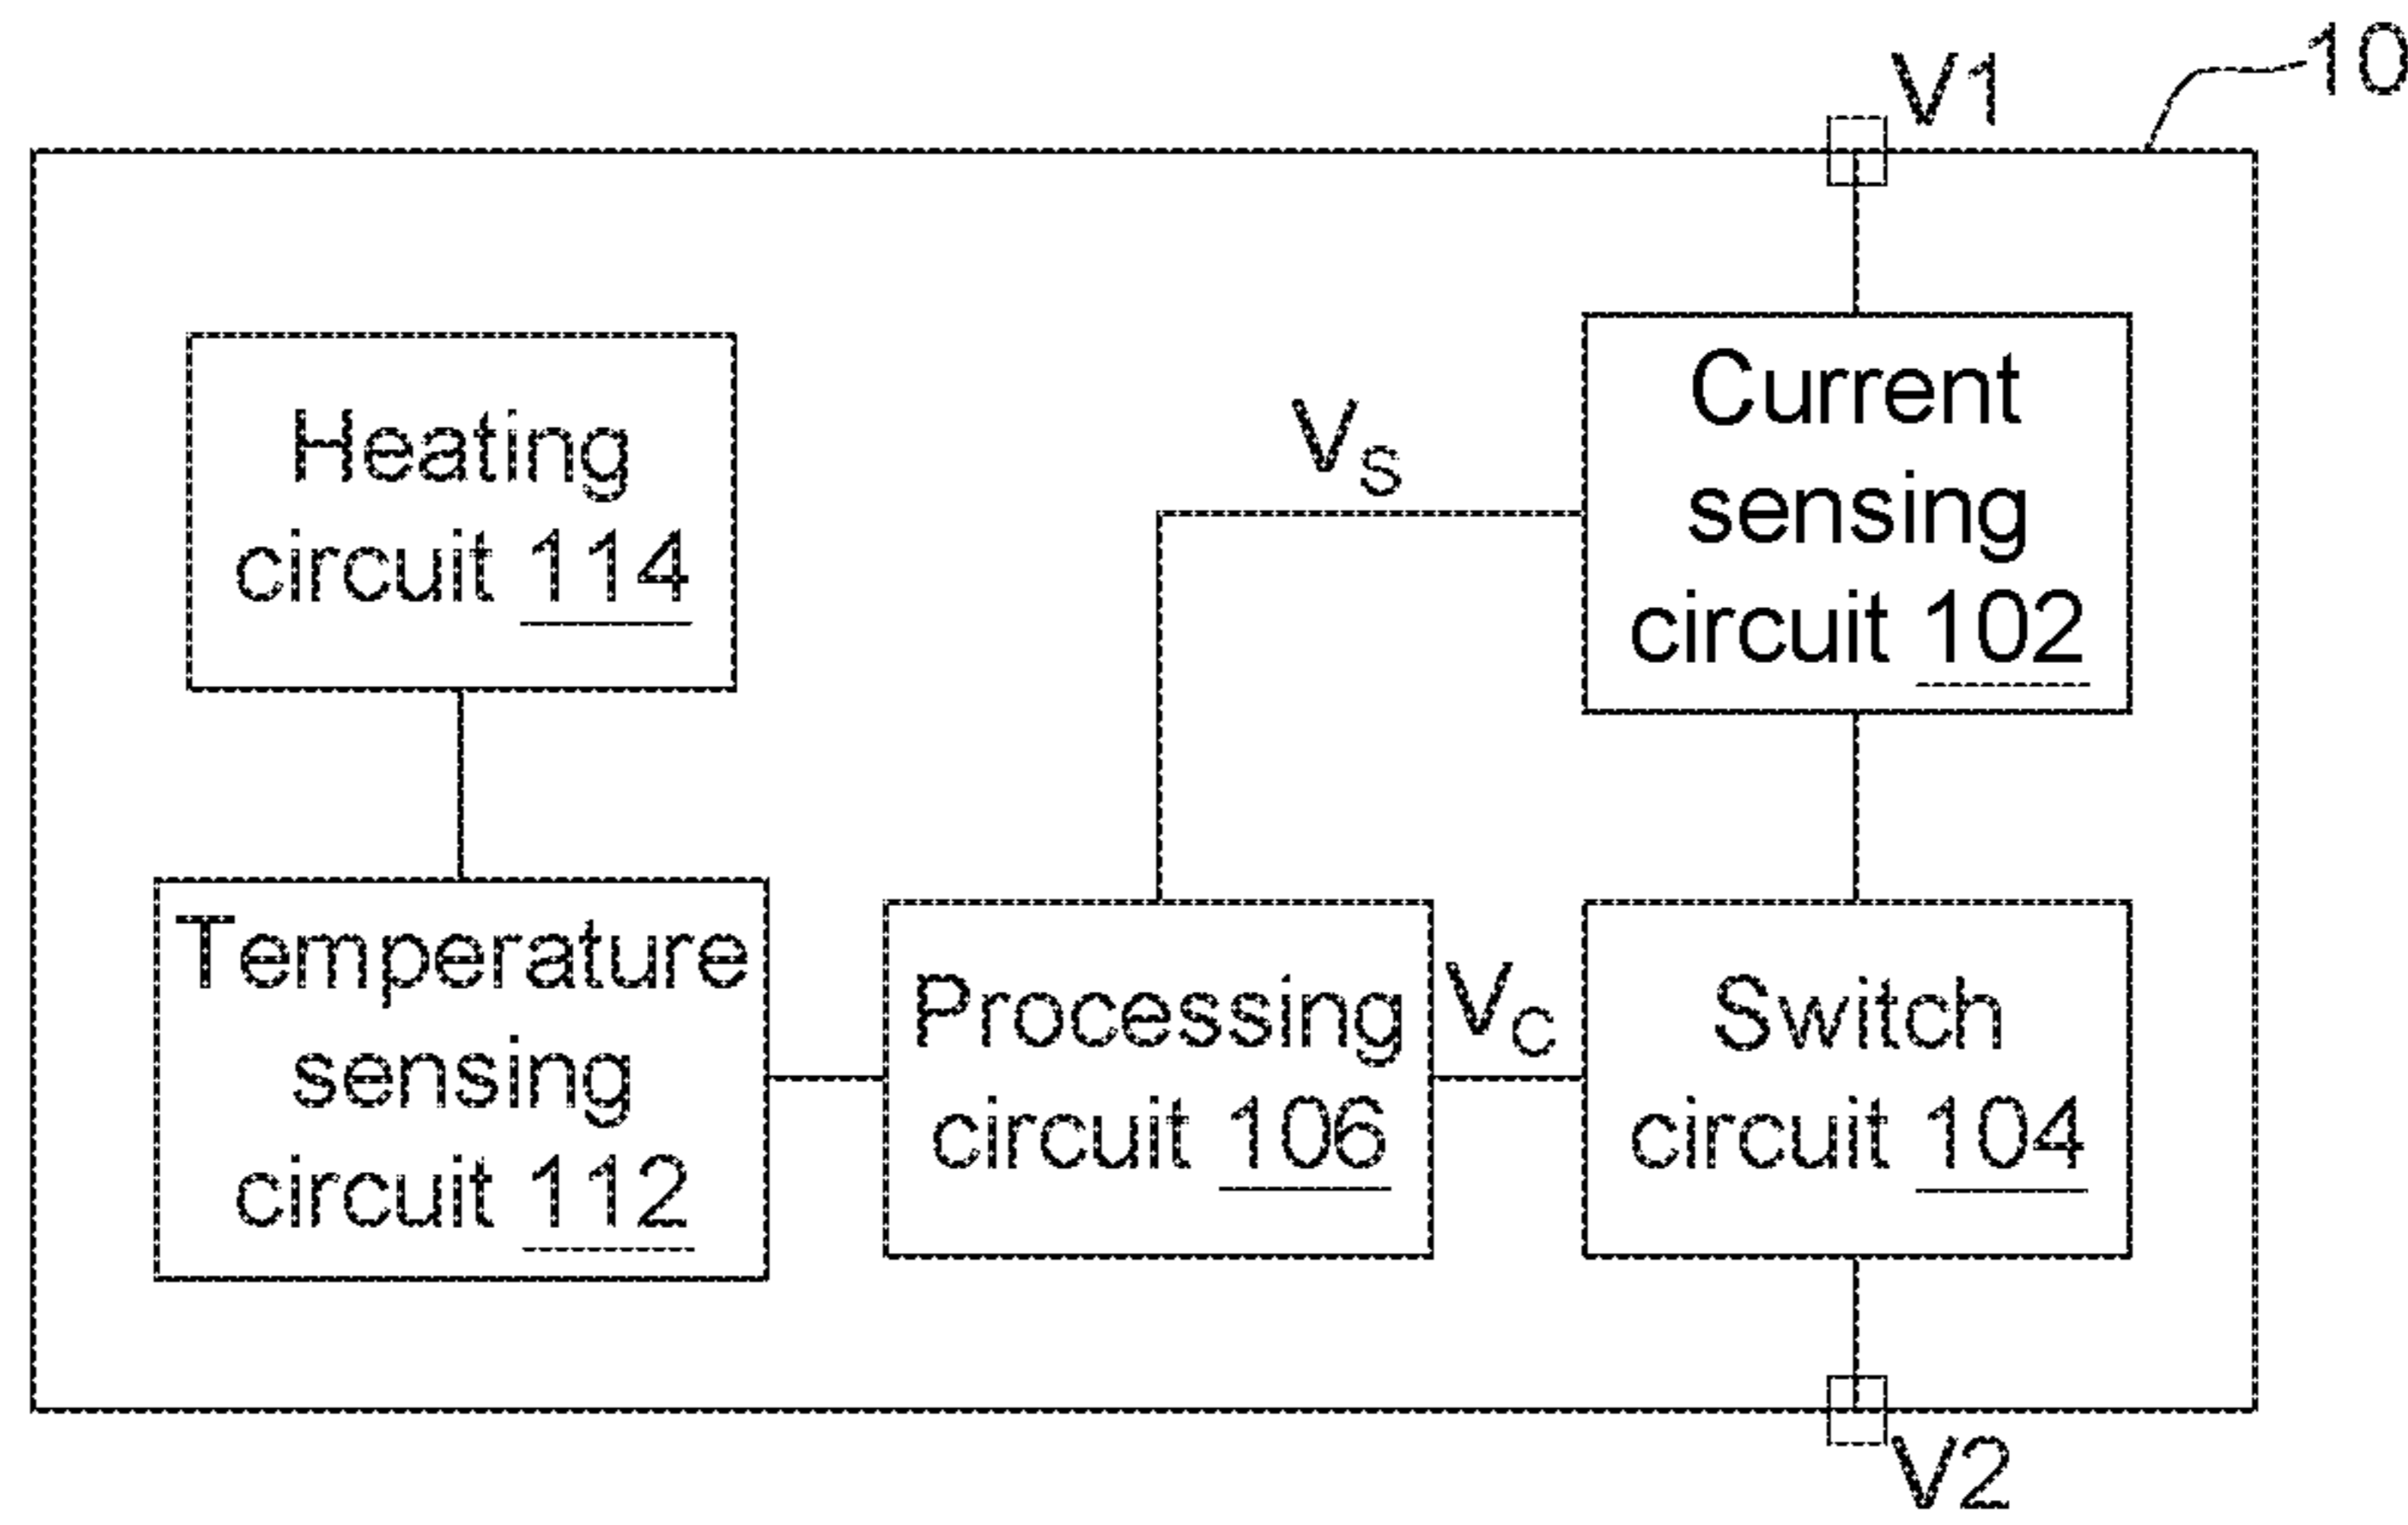 10
V1
Heating
circuit 114
VS
Current
sensing
circuit 102
Temperature
sensing
circuit 112
Processing
circuit 106
VC
Switch
circuit 104
V2